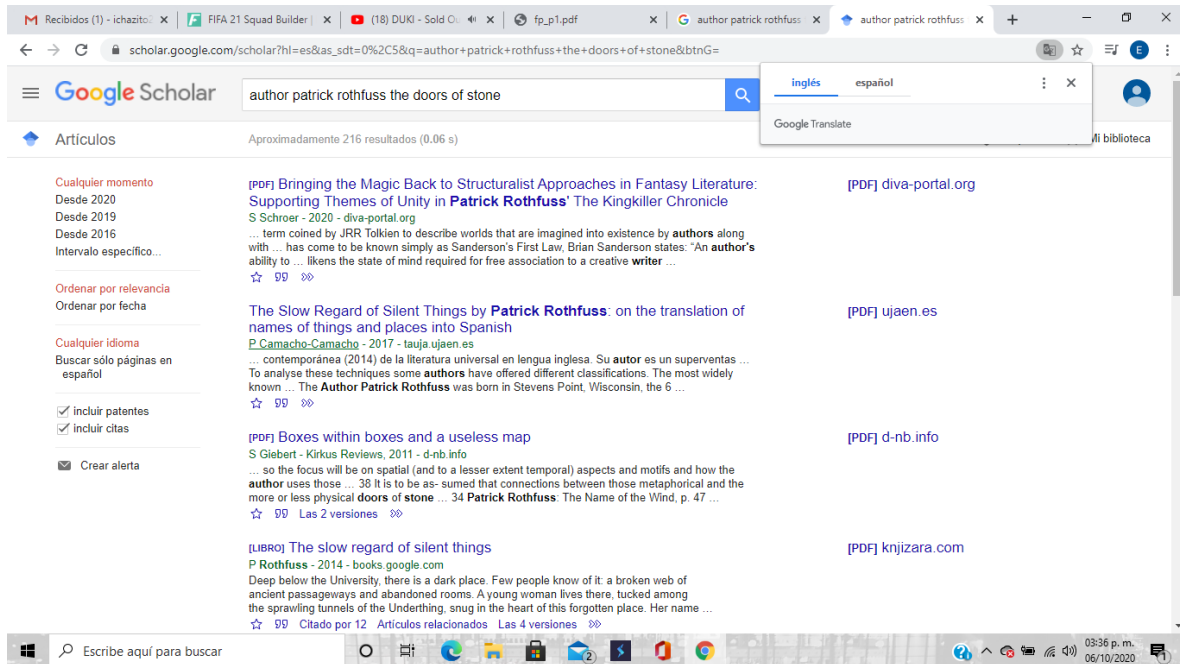 Recibidos (1) - ichazito
FIFA 21 Squad Builder
(18) DUKI - Sold Ou
fp_p1.pdf
author patrick rothfuss
author patrick rothfuss
scholar.google.com/scholar?hl=es&as_sdt=0%2C5&q=author+patrick+rothfuss+the+doors+of+stone&btnG=
E
Google Scholar
author patrick rothfuss the doors of stone
inglés español
Google Translate
Artículos
Aproximadamente 216 resultados (0.06 s)
Mi biblioteca
Cualquier momento
Desde 2020
Desde 2019
Desde 2016
Intervalo específico...
Ordenar por relevancia
Ordenar por fecha
Cualquier idioma
Buscar sólo páginas en
español
incluir patentes
incluir citas
Crear alerta
[PDF] Bringing the Magic Back to Structuralist Approaches in Fantasy Literature:
Supporting Themes of Unity in Patrick Rothfuss' The Kingkiller Chronicle
S Schroer - 2020 - diva-portal.org
... term coined by JRR Tolkien to describe worlds that are imagined into existence by authors along
with ... has come to be known simply as Sanderson's First Law, Brian Sanderson states: “An author's
ability to ... likens the state of mind required for free association to a creative writer ...
[PDF] diva-portal.org
The Slow Regard of Silent Things by Patrick Rothfuss: on the translation of
names of things and places into Spanish
P Camacho-Camacho - 2017 - tauja.ujaen.es
... contemporánea (2014) de la literatura universal en lengua inglesa. Su autor es un superventas ...
To analyse these techniques some authors have offered different classifications. The most widely
known ... The Author Patrick Rothfuss was born in Stevens Point, Wisconsin, the 6 ...
[PDF] ujaen.es
[PDF] Boxes within boxes and a useless map
S Giebert - Kirkus Reviews, 2011 - d-nb.info
... so the focus will be on spatial (and to a lesser extent temporal) aspects and motifs and how the
author uses those ... 38 It is to be as- sumed that connections between those metaphorical and the
more or less physical doors of stone ... 34 Patrick Rothfuss: The Name of the Wind, p. 47 ...
Las 2 versiones
[PDF] d-nb.info
[LIBRO] The slow regard of silent things
P Rothfuss - 2014 - books.google.com
Deep below the University, there is a dark place. Few people know of it: a broken web of
ancient passageways and abandoned rooms. A young woman lives there, tucked among
the sprawling tunnels of the Underthing, snug in the heart of this forgotten place. Her name ...
Citado por 12 Artículos relacionados Las 4 versiones
[PDF] knjizara.com
Escribe aquí para buscar
2
03:36 p. m.
06/10/2020
1